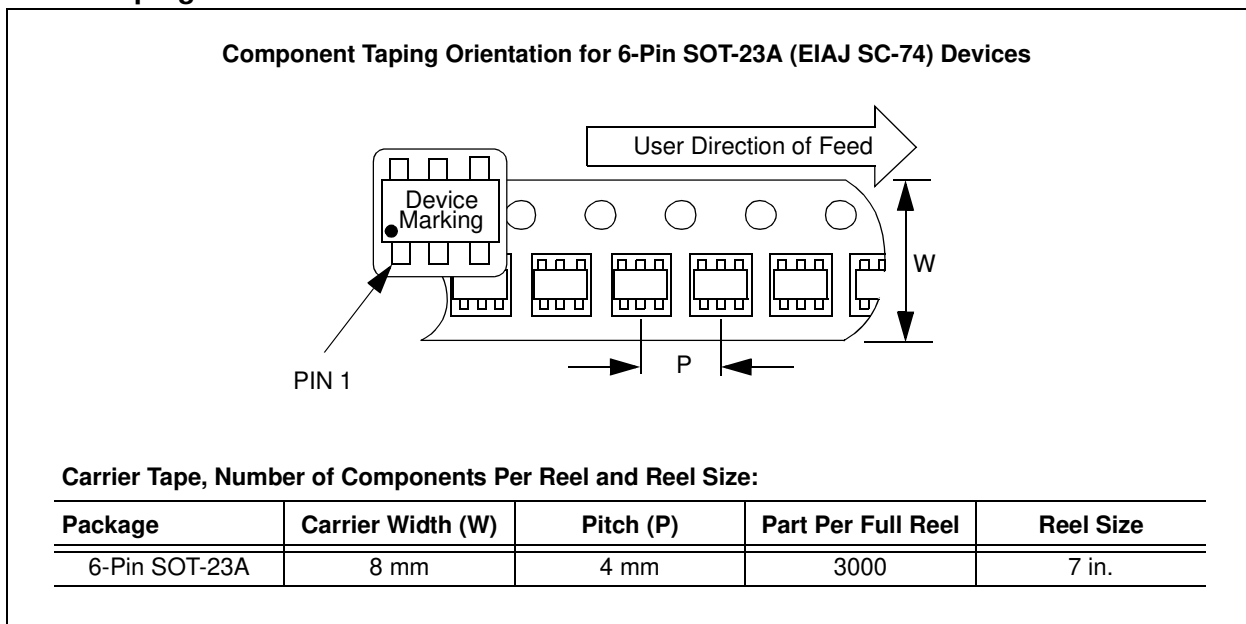 Component Taping Orientation for 6-Pin SOT-23A (EIAJ SC-74) Devices
User Direction of Feed
Device
Marking
W
P
PIN 1
Carrier Tape, Number of Components Per Reel and Reel Size:
Package Carrier Width (W) Pitch (P) Part Per Full Reel Reel Size
6-Pin SOT-23A 8 mm 4 mm 3000 7 in.